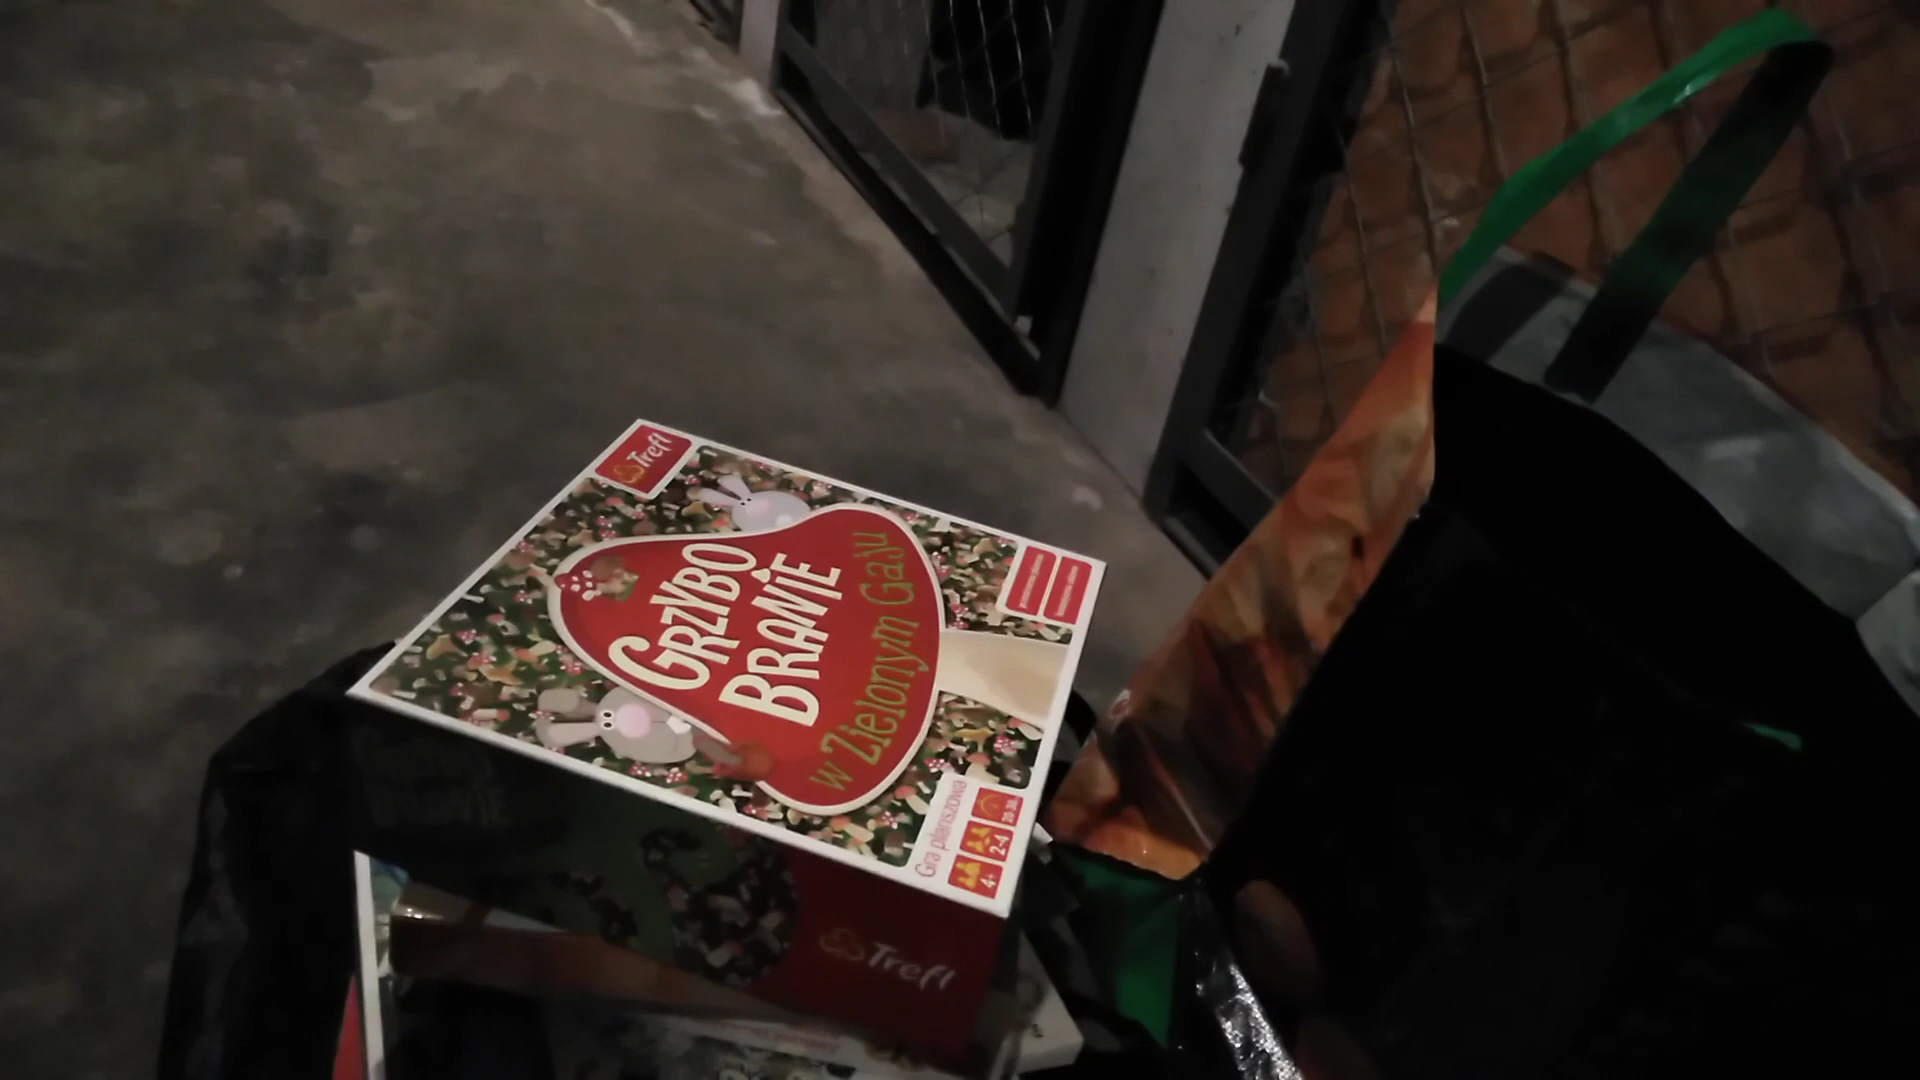 Trefl
GRZYBO
BRANIE
w Zielonym Gaju
Gra planszowa
4+
2-4
Trefl